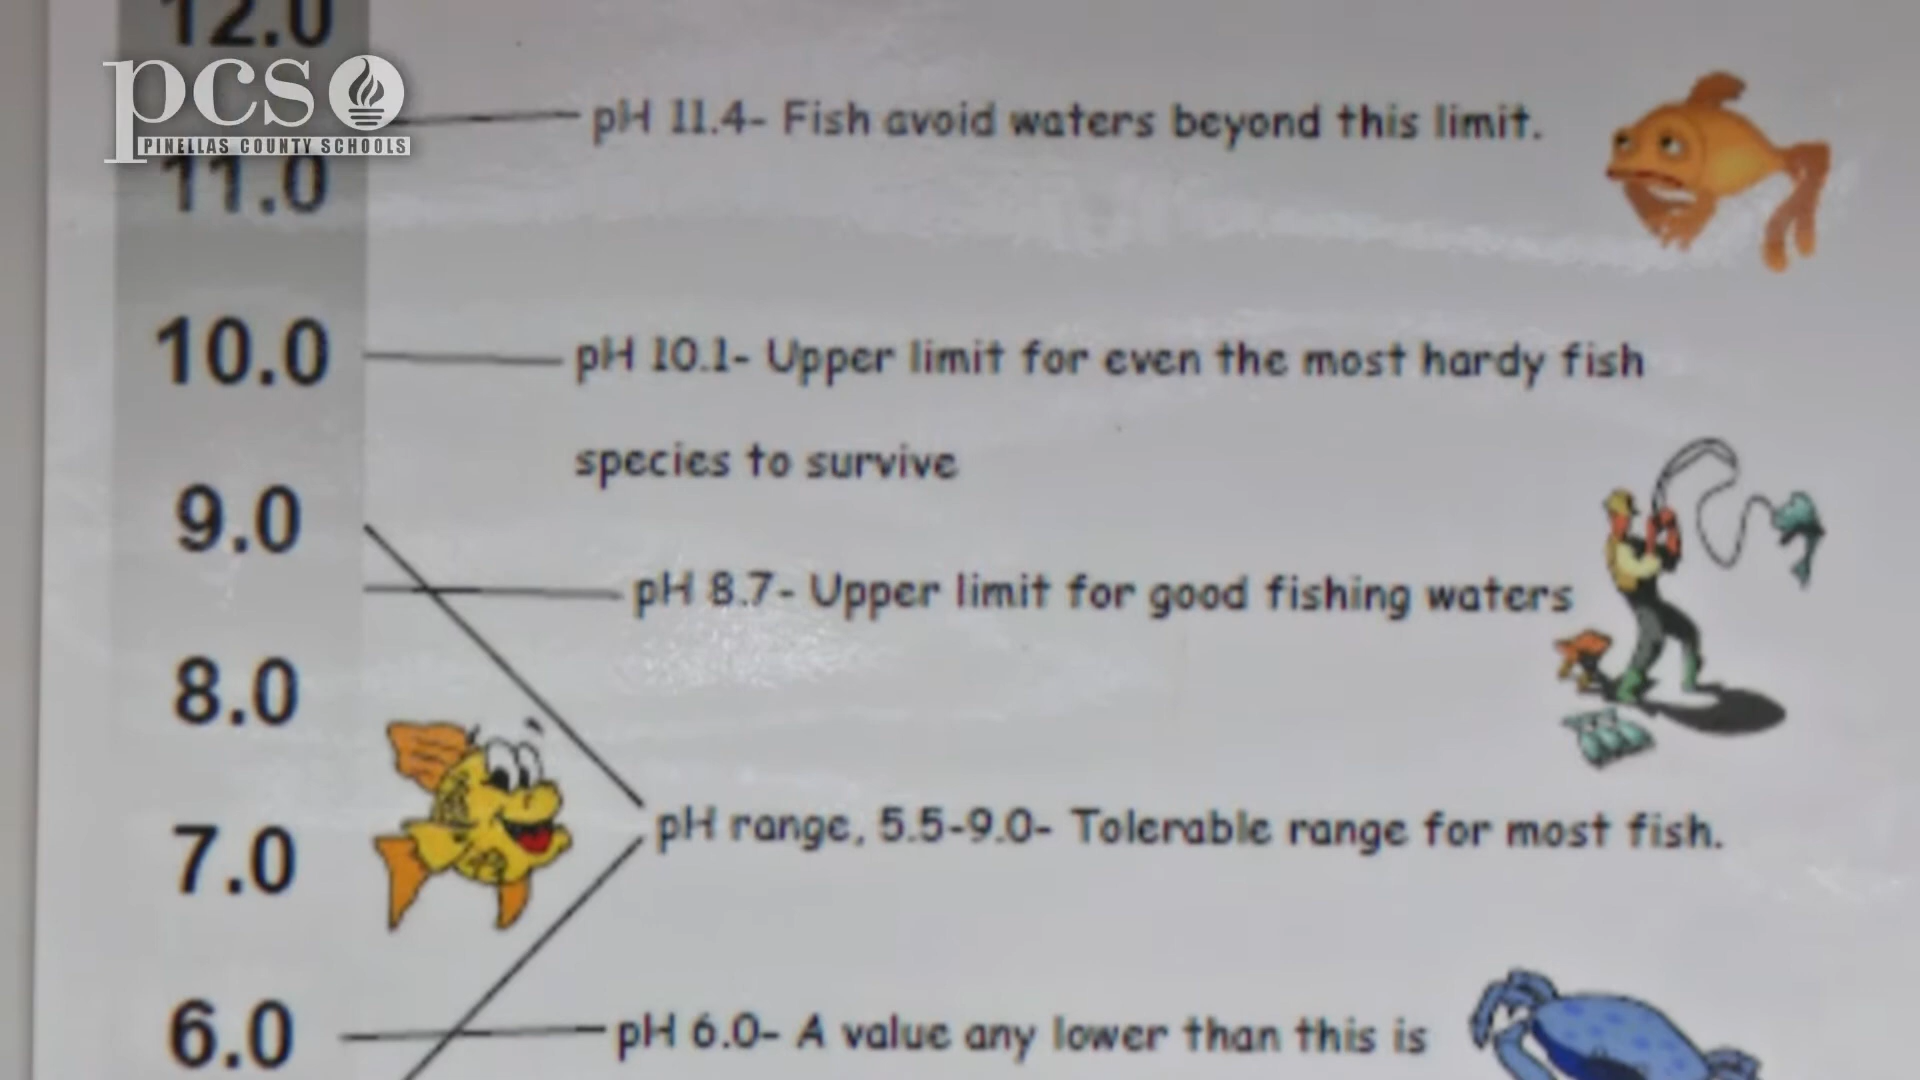 12.0
pcs
PINELLAS COUNTY SCHOOLS
pH 11.4- Fish avoid waters beyond this limit.
11.0
10.0
pH 10.1- Upper limit for even the most hardy fish
species to survive
9.0
pH 8.7- Upper limit for good fishing waters
8.0
pH range, 5.5-9.0- Tolerable range for most fish.
7.0
6.0
pH 6.0- A value any lower than this is